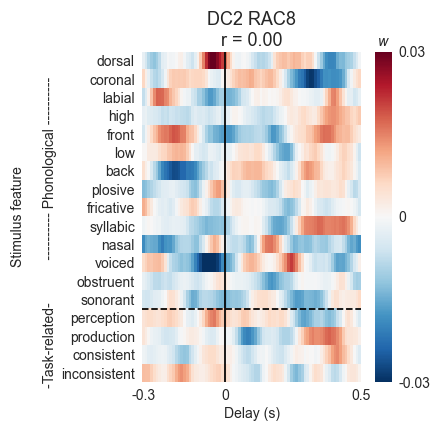 DC2 RAC8
r = 0.00
w
dorsal
coronal
labial
high
front
low
back
plosive
fricative
syllabic
nasal
voiced
obstruent
sonorant
perception
production
consistent
inconsistent
Stimulus feature
---------- Phonological ----------
-Task-related-
0.03
0
-0.03
-0.3 0 0.5
Delay (s)